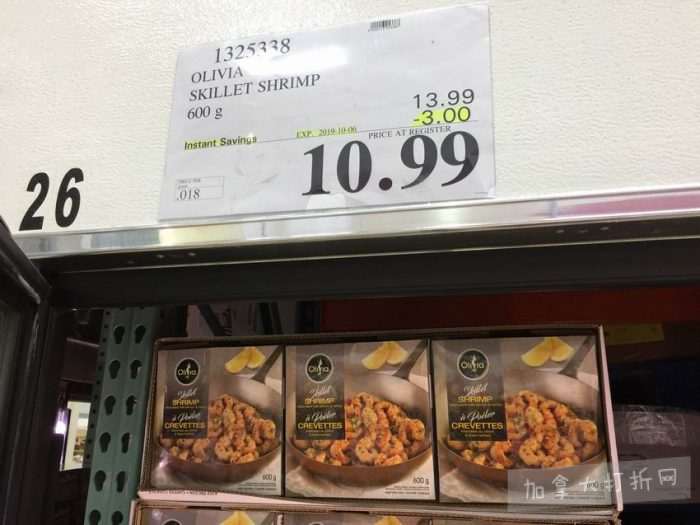 1325338
OLIVIA
SKILLET SHRIMP
600 g
13.99
-3.00
Instant Savings
EXP. 2019-10-06
PRICE AT REGISTER
10.99
.018
26
Olivia
Skillet
SHRIMP
à Poêler
CREVETTES
600 g
Olivia
Skillet
SHRIMP
à Poêler
CREVETTES
600 g
Olivia
Skillet
SHRIMP
à Poêler
CREVETTES
600 g
加拿大打折网